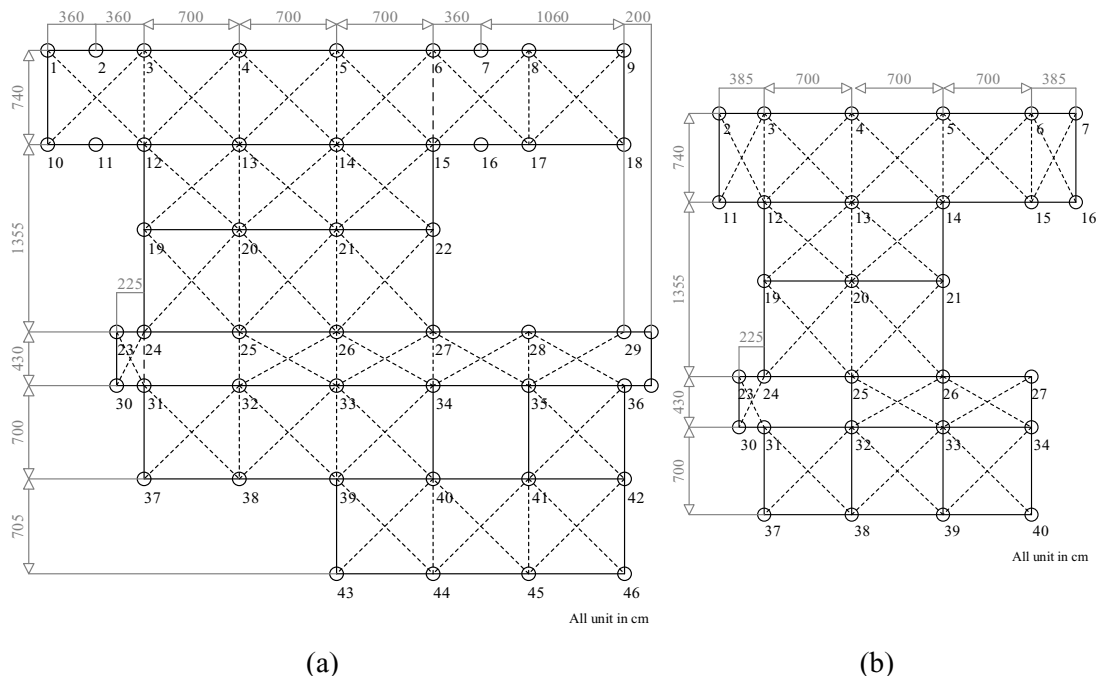 360 360 700 700 700 360 1060 200
1 2 3 4 5 6 7 8 9
740
10 11 12 13 14 15 16 17 18
1355
19 20 21 22
225
23 24 25 26 27 28 29
430
30 31 32 33 34 35 36
700
37 38 39 40 41 42
705
43 44 45 46
All unit in cm
(a)
385 700 700 700 385
2 3 4 5 6 7
740
11 12 13 14 15 16
1355
19 20 21
225
23 24 25 26 27
430
30 31 32 33 34
700
37 38 39 40
All unit in cm
(b)